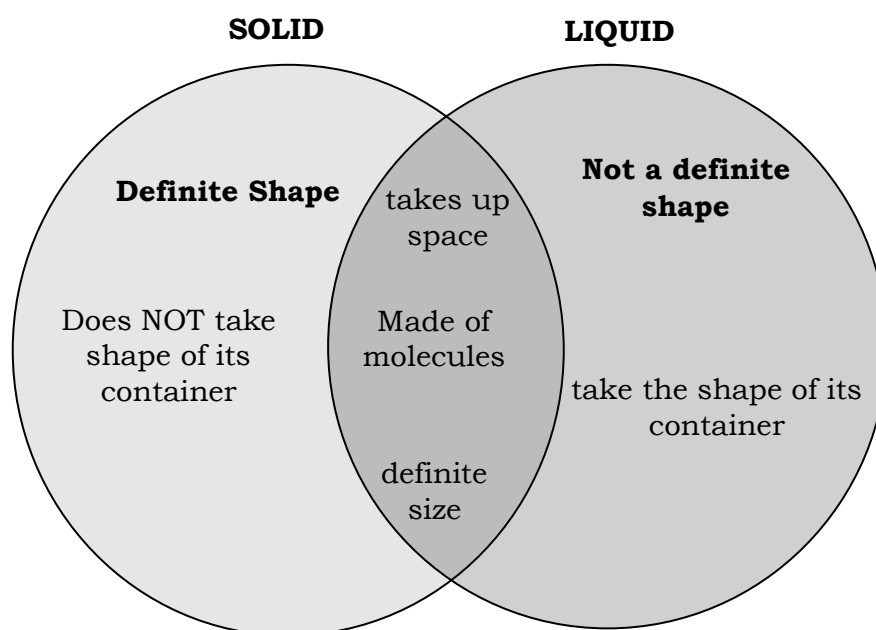 SOLID
LIQUID
Definite Shape
Does NOT take
shape of its
container
takes up
space
Made of
molecules
definite
size
Not a definite
shape
take the shape of its
container